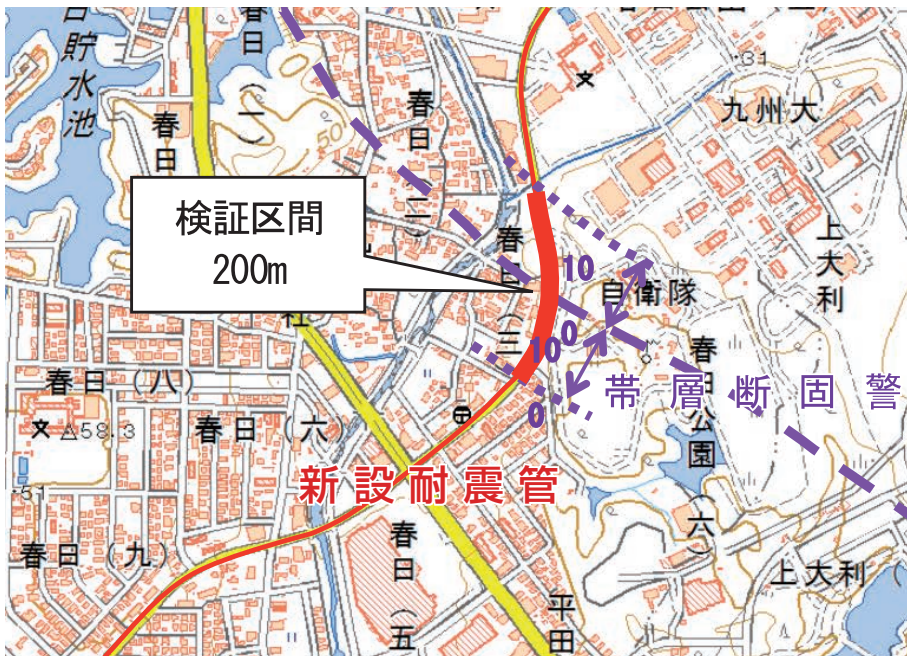 貯水池
春日
春日(一)
春日(二)
・31
九州大
上大利
検証区間
200m
春日(三)
10
0
10
0
自衛隊
春日公園(六)
警固断層帯
春日(八)
△58.3
春日(六)
社
新設耐震管
・51
春日(九)
春日(五
平田
上大利(